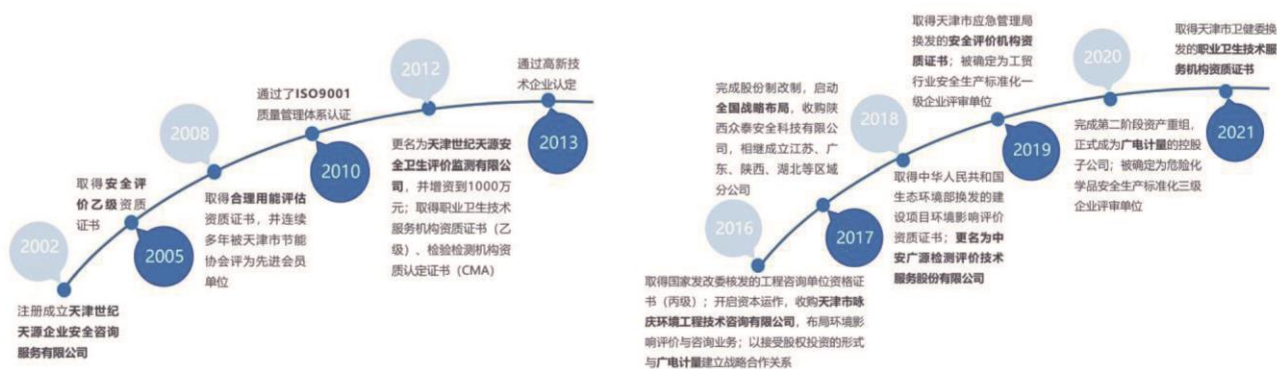 2002
注册成立天津世纪
天源企业安全咨询
服务有限公司
取得安全评
价乙级资质
证书
2005
2008
取得合理用能评估
资质证书，并连续
多年被天津市节能
协会评为先进会员
单位
通过了ISO9001
质量管理体系认证
2010
2012
更名为天津世纪天源安
全卫生评价监测有限公
司，并增资到1000万
元；取得职业卫生技术
服务机构资质证书（乙
级）、检验检测机构资
质认定证书（CMA）
通过高新技
术企业认定
2013
2016
取得国家发改委核发的工程咨询单位资格证
书（丙级）；开启资本运作，收购天津市咏
庆环境工程技术咨询有限公司，布局环境影
响评价与咨询业务；以接受股权投资的形式
与广电计量建立战略合作关系
完成股份制改制，启动
全国战略布局，收购陕
西众泰安全科技有限公
司，相继成立江苏、广
东、陕西、湖北等区域
分公司
2017
2018
取得中华人民共和国
生态环境部换发的建
设项目环境影响评价
资质证书；更名为中
安广源检测评价技术
服务股份有限公司
取得天津市应急管理局
换发的安全评价机构资
质证书；被确定为工贸
行业安全生产标准化一
级企业评审单位
2019
2020
完成第二阶段资产重组，
正式成为广电计量的控股
子公司；被确定为危险化
学品安全生产标准化三级
企业评审单位
取得天津市卫健委换
发的职业卫生技术服
务机构资质证书
2021